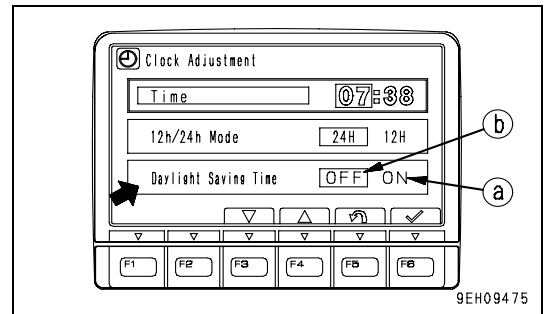 Clock Adjustment
Time 07:38
12h/24h Mode 24H 12H
b
Daylight Saving Time OFF ON
a
F1 F2 F3 F4 F5 F6
9EH09475